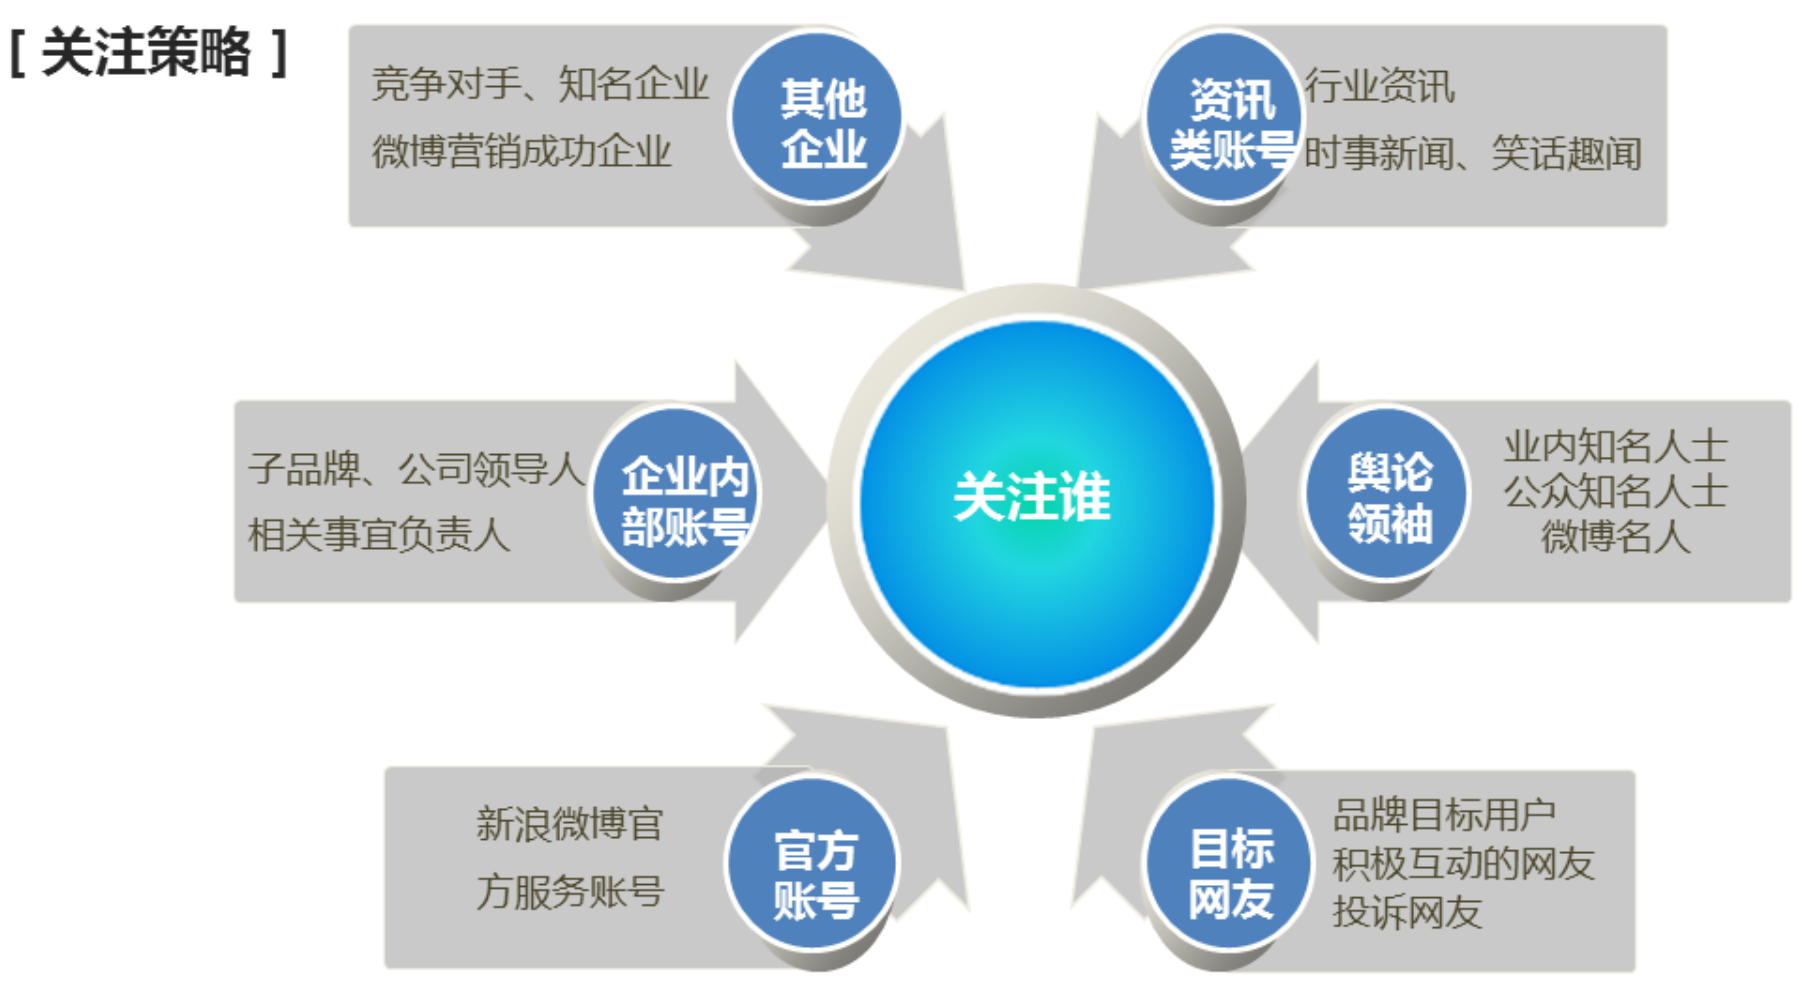 [ 关注策略 ]
竞争对手、知名企业
微博营销成功企业
其他
企业
资讯
类账号
行业资讯
时事新闻、笑话趣闻
子品牌、公司领导人
相关事宜负责人
企业内
部账号
关注谁
舆论
领袖
业内知名人士
公众知名人士
微博名人
新浪微博官
方服务账号
官方
账号
目标
网友
品牌目标用户
积极互动的网友
投诉网友